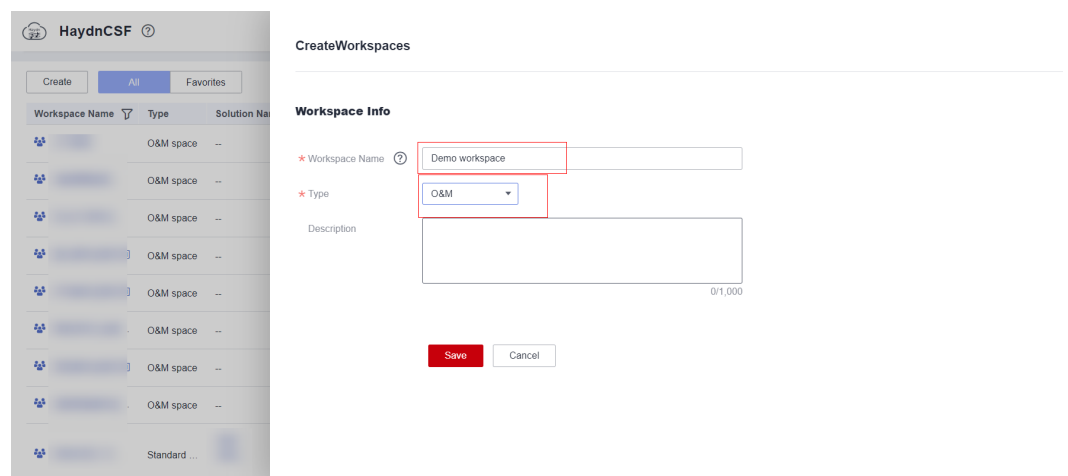 HaydnCSF ?
Create All Favorites
Workspace Name Type Solution Na
O&M space --
O&M space --
O&M space --
O&M space --
O&M space --
O&M space --
O&M space --
O&M space --
Standard ...
CreateWorkspaces
Workspace Info
* Workspace Name ? Demo workspace
* Type O&M
Description
0/1,000
Save Cancel